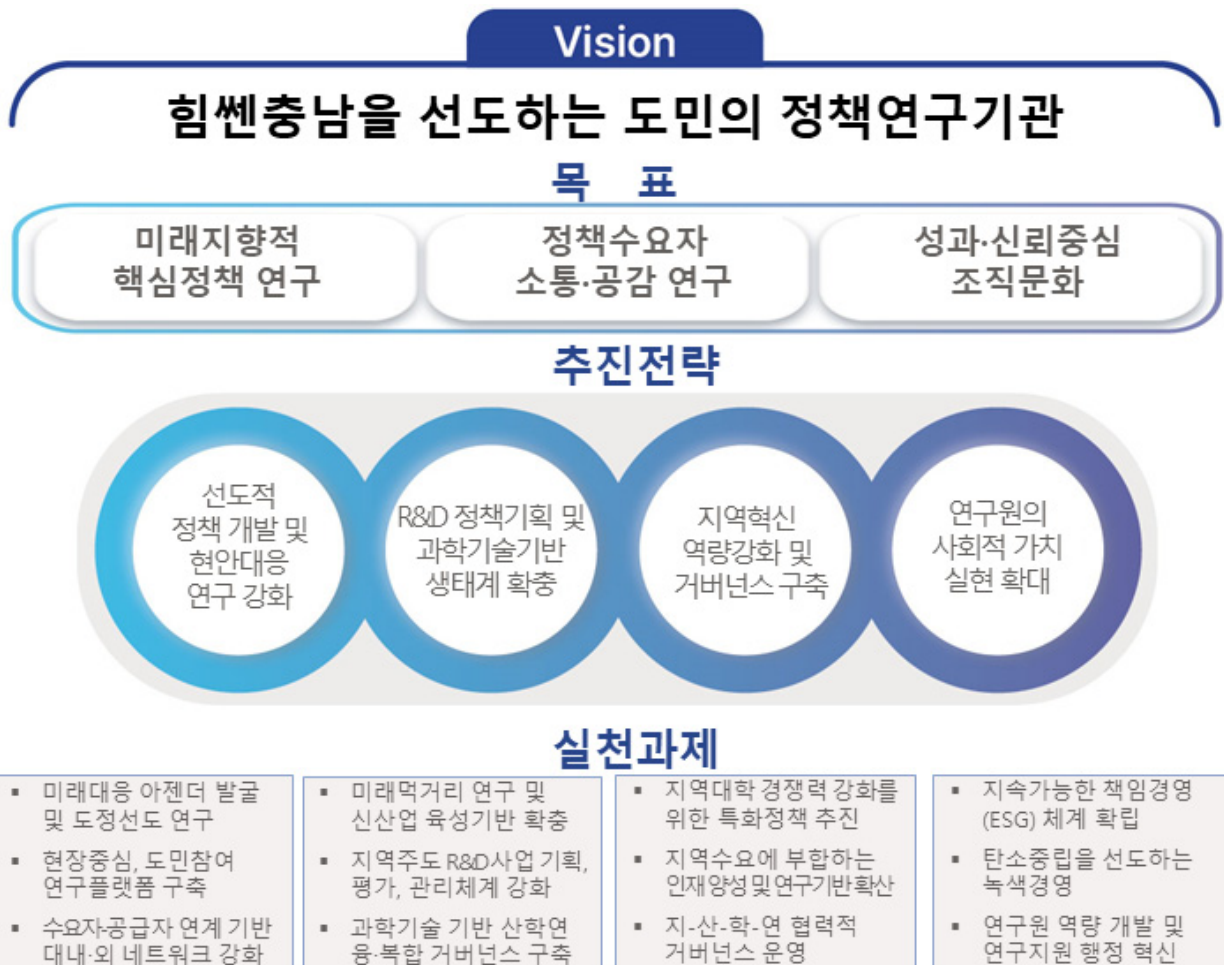 Vision
힘쎈충남을 선도하는 도민의 정책연구기관
목 표
미래지향적
핵심정책 연구
정책수요자
소통·공감 연구
성과·신뢰중심
조직문화
추진전략
선도적
정책 개발 및
현안대응
연구 강화
R&D 정책기획 및
과학기술기반
생태계 확충
지역혁신
역량강화 및
거버넌스 구축
연구원의
사회적 가치
실현 확대
실천과제
▪ 미래대응 아젠더 발굴
및 도정선도 연구
▪ 현장중심, 도민참여
연구플랫폼 구축
▪ 수요자-공급자 연계 기반
대내·외 네트워크 강화
▪ 미래먹거리 연구 및
신산업 육성기반 확충
▪ 지역주도 R&D사업 기획,
평가, 관리체계 강화
▪ 과학기술 기반 산학연
융·복합 거버넌스 구축
▪ 지역대학 경쟁력 강화를
위한 특화정책 추진
▪ 지역수요에 부합하는
인재양성 및 연구기반 확산
▪ 지-산-학-연 협력적
거버넌스 운영
▪ 지속가능한 책임경영
(ESG) 체계 확립
▪ 탄소중립을 선도하는
녹색경영
▪ 연구원 역량 개발 및
연구지원 행정 혁신